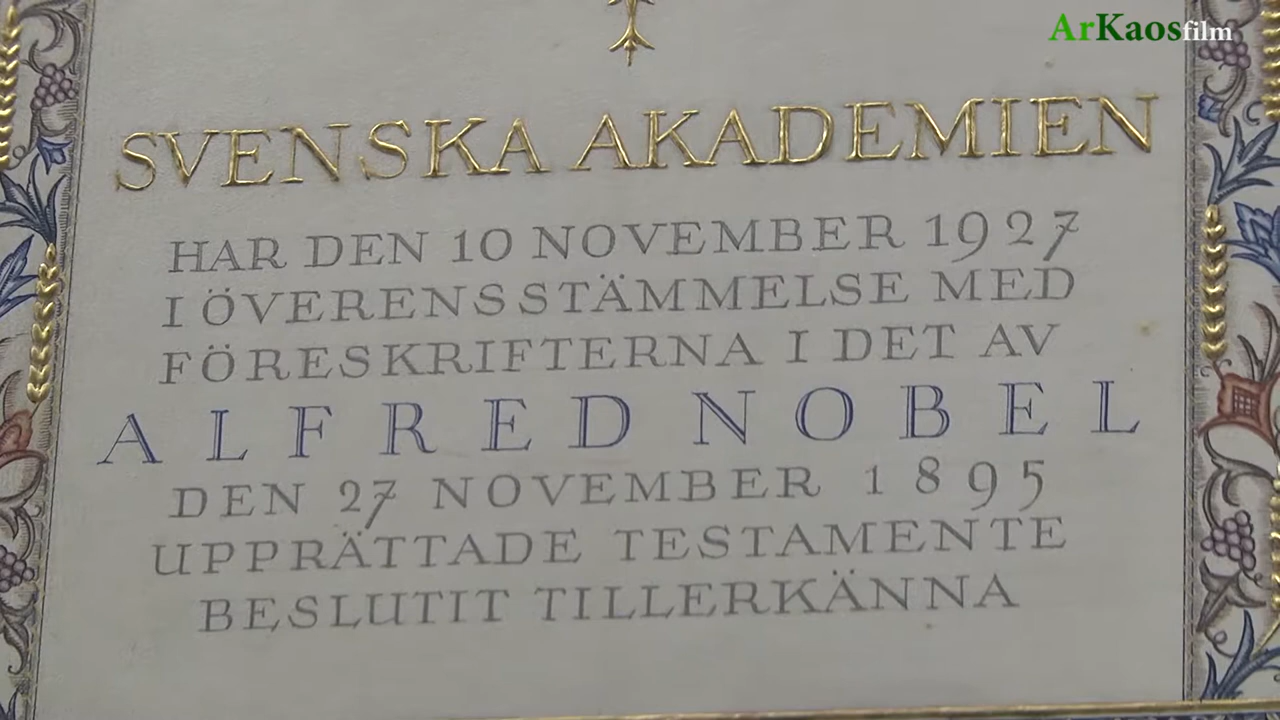 ArKaosfilm
SVENSKA AKADEMIEN
HAR DEN 10 NOVEMBER 1927
I ÖVERENSSTÄMMELSE MED
FÖRESKRIFTERNA I DET AV
ALFRED NOBEL
DEN 27 NOVEMBER 1895
UPPRÄTTADE TESTAMENTE
BESLUTIT TILLERKÄNNA